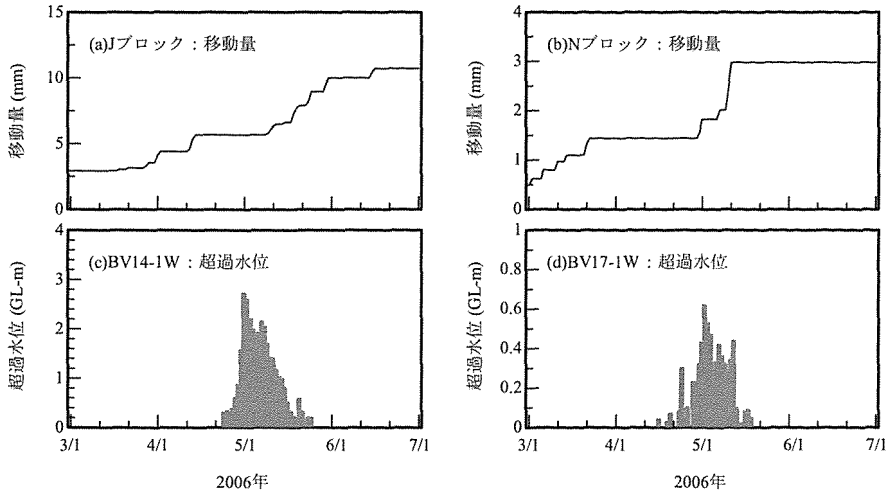 (a)Jブロック：移動量
移動量 (mm)
15
10
5
0
(b)Nブロック：移動量
移動量 (mm)
4
3
2
1
0
(c)BV14-1W：超過水位
超過水位 (GL-m)
4
3
2
1
0
3/1 4/1 5/1 6/1 7/1
2006年
(d)BV17-1W：超過水位
超過水位 (GL-m)
1
0.8
0.6
0.4
0.2
0
3/1 4/1 5/1 6/1 7/1
2006年